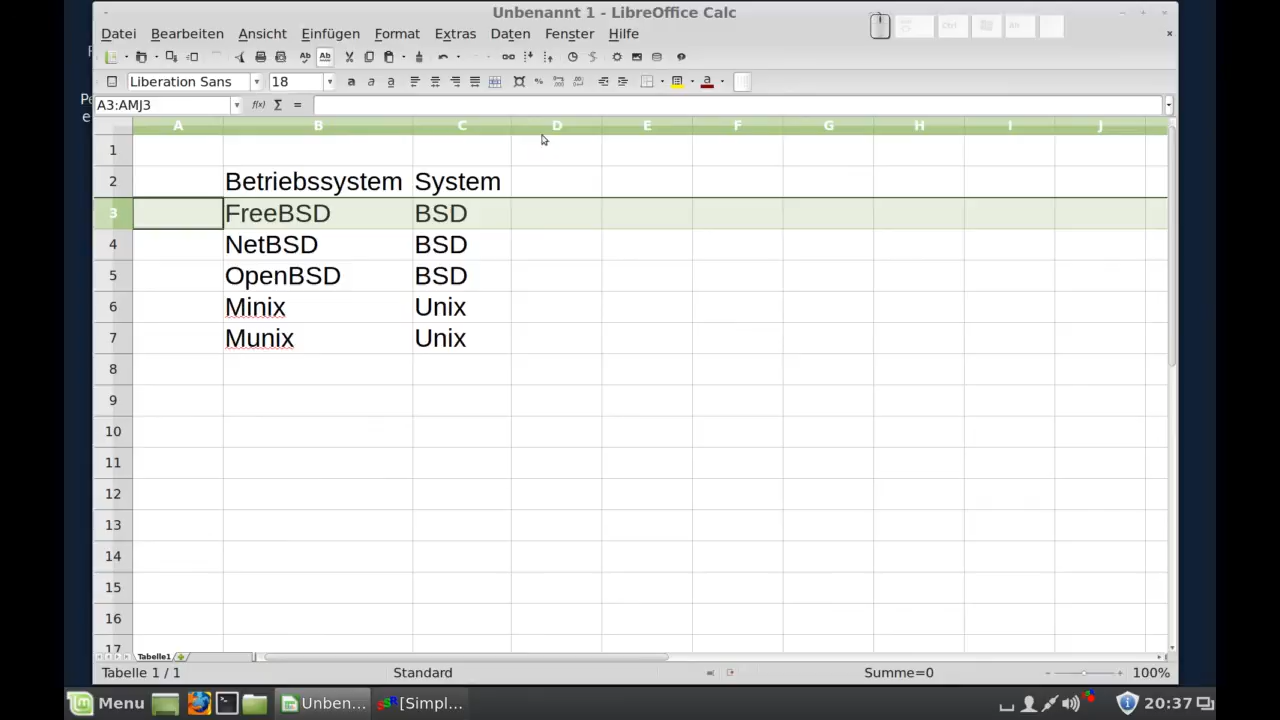 Unbenannt 1 - LibreOffice Calc
Datei Bearbeiten Ansicht Einfügen Format Extras Daten Fenster Hilfe
Liberation Sans 18
A3:AMJ3
A B C D E F G H I J
1
2 Betriebssystem System
3 FreeBSD BSD
4 NetBSD BSD
5 OpenBSD BSD
6 Minix Unix
7 Munix Unix
8
9
10
11
12
13
14
15
16
17
Tabelle1
Tabelle 1 / 1 Standard Summe=0 100%
Menu Unben... [Simpl... 20:37